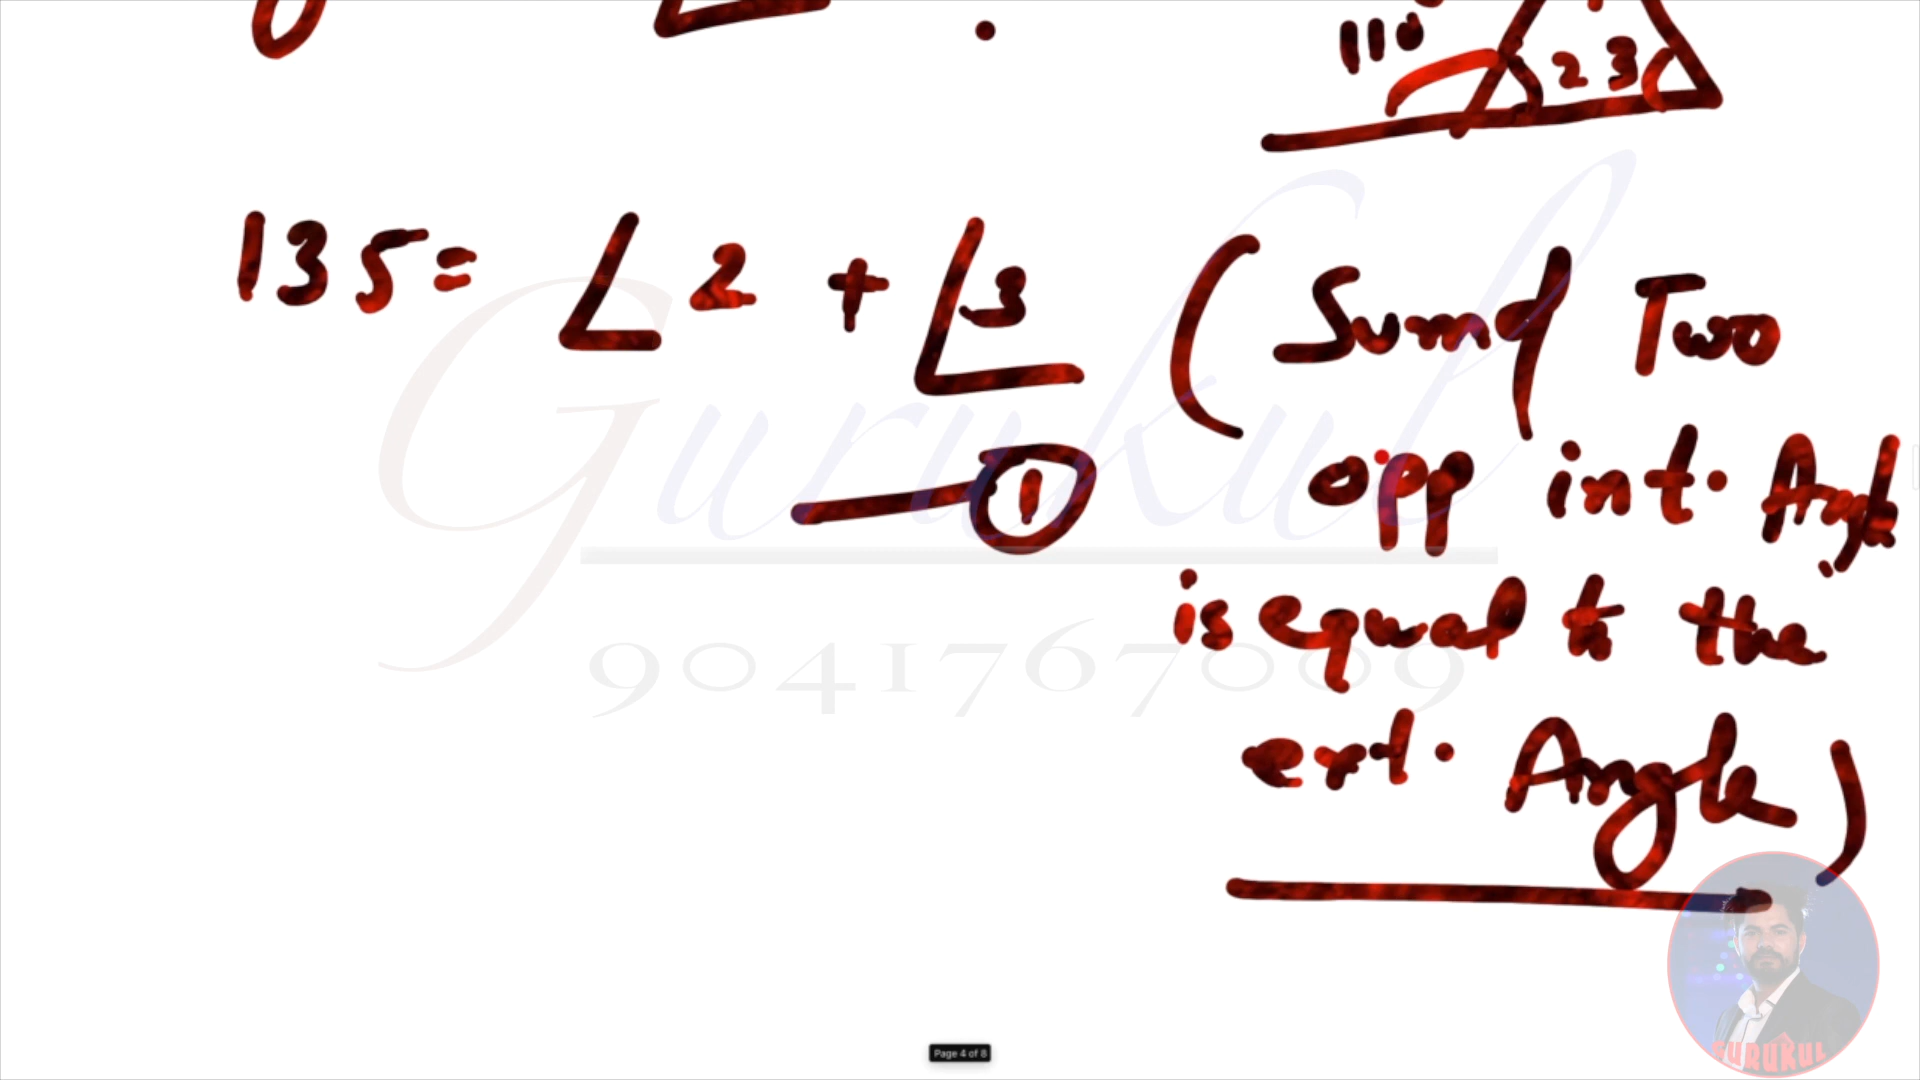 110
2 3
135 = ∠2 + ∠3 (Sum of Two
① opp int. Angle
is equal to the
ext. Angle)
Gurukul
9041767009
GURUKUL
Page 4 of 8